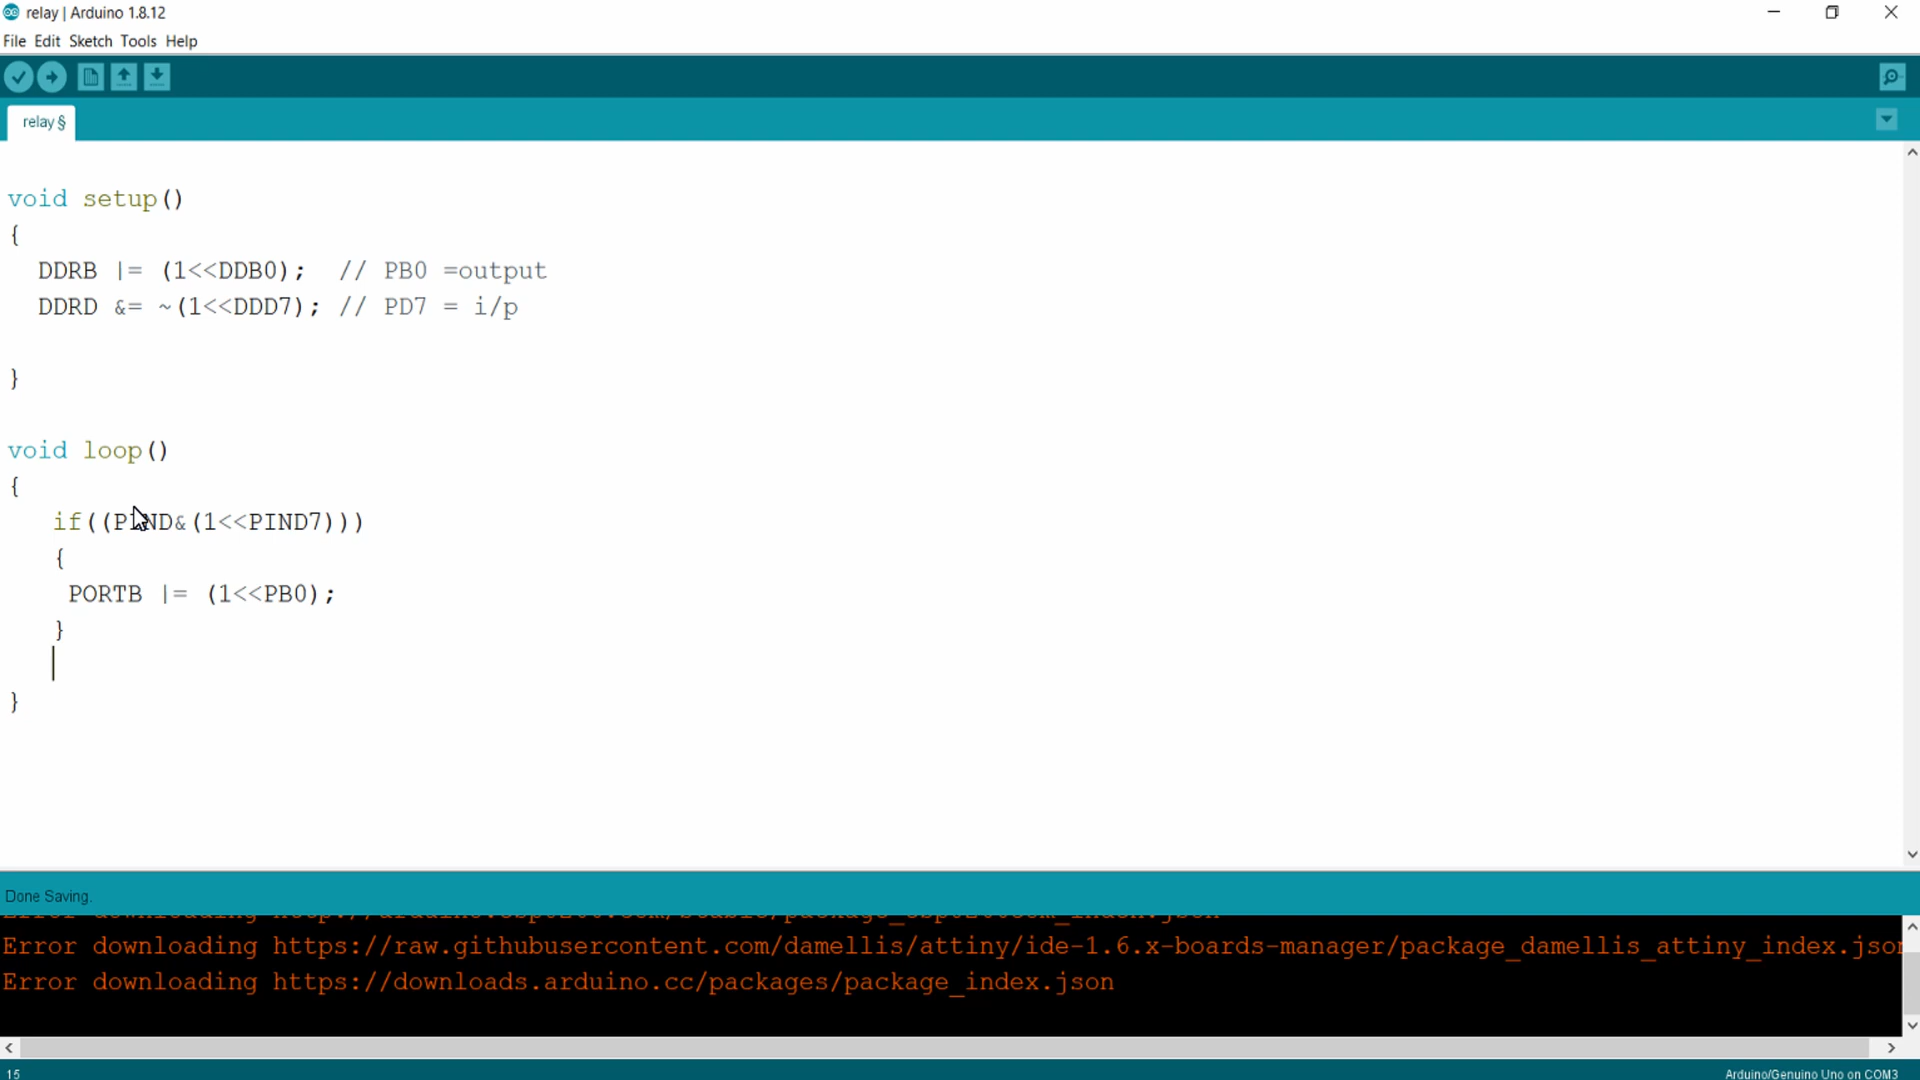 relay | Arduino 1.8.12
File Edit Sketch Tools Help
relay §
void setup()
{
DDRB |= (1<<DDB0); // PB0 =output
DDRD &= ~(1<<DDD7); // PD7 = i/p
}
void loop()
{
if((PIND&(1<<PIND7)))
{
PORTB |= (1<<PB0);
}
}
Done Saving.
Error downloading
Error downloading https://raw.githubusercontent.com/damellis/attiny/ide-1.6.x-boards-manager/package_damellis_attiny_index.json
Error downloading https://downloads.arduino.cc/packages/package_index.json
15
Arduino/Genuino Uno on COM3